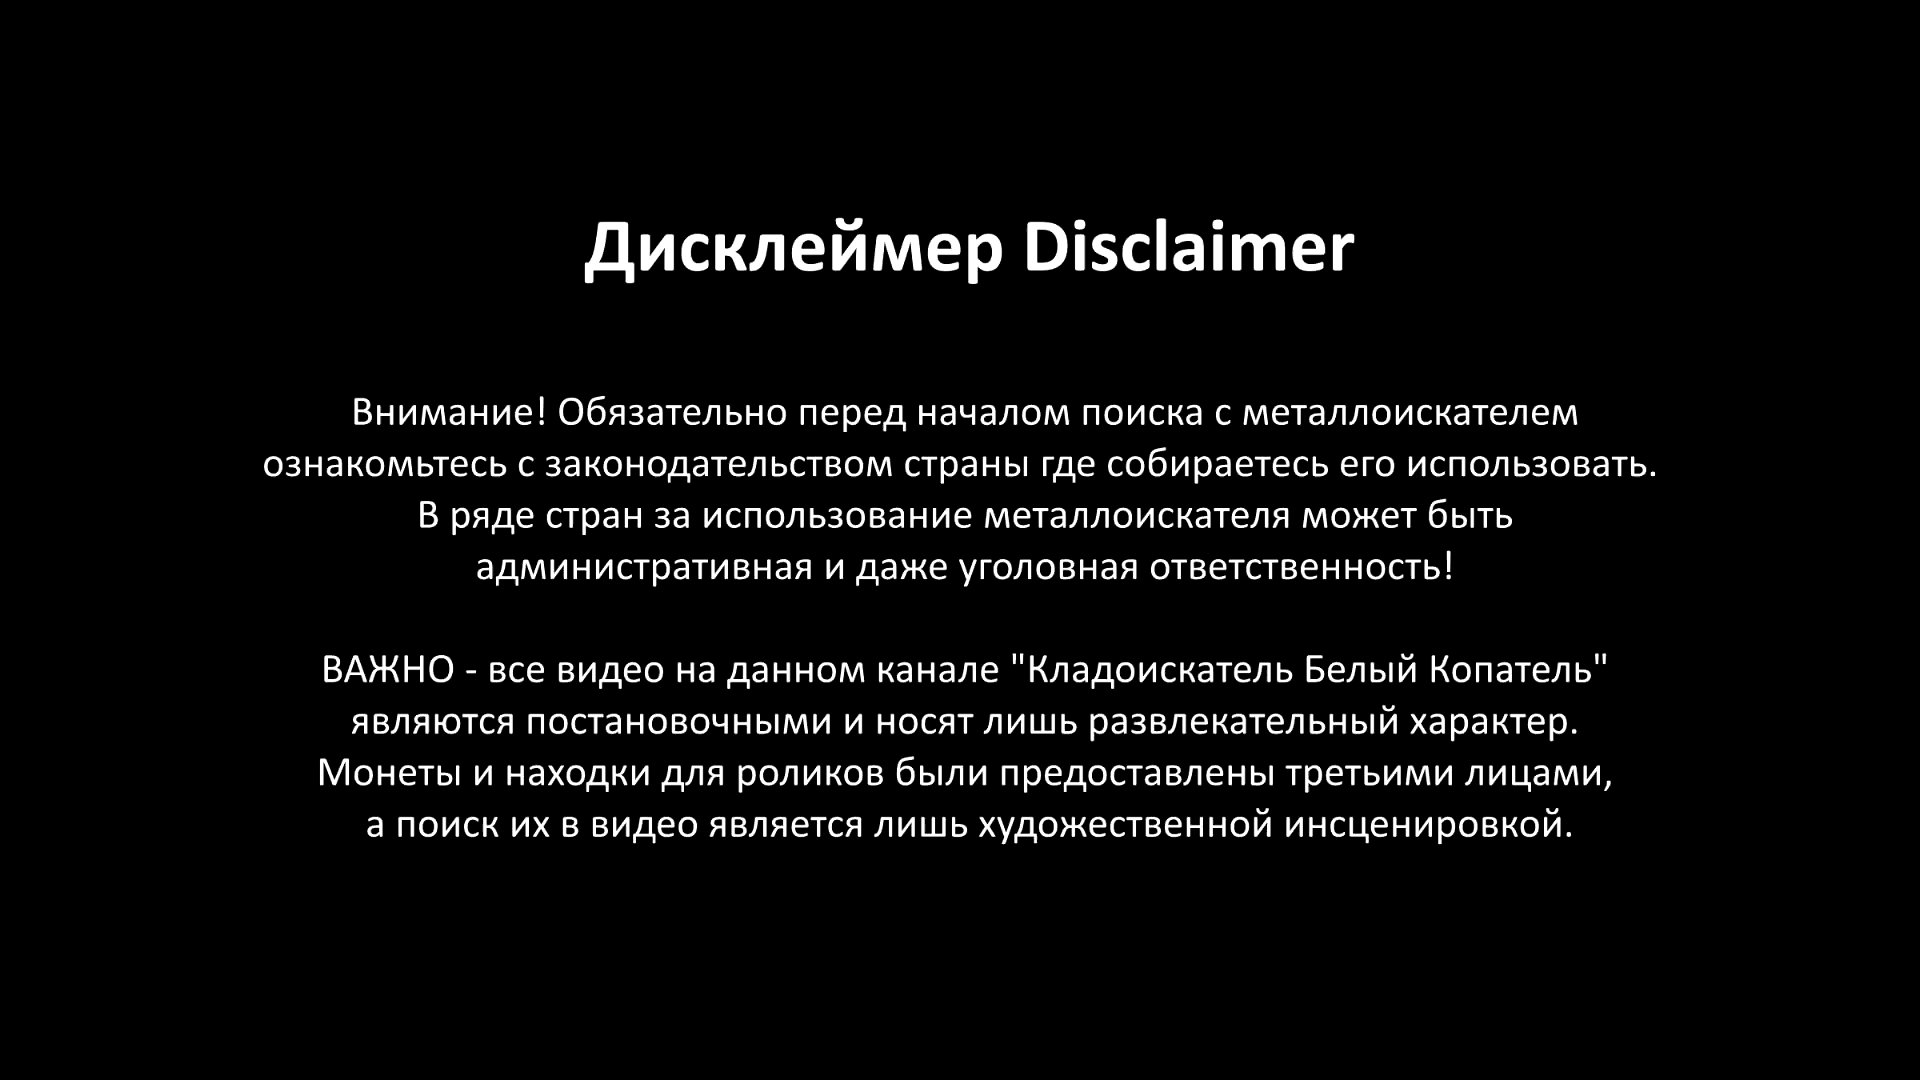 Дисклеймер Disclaimer
Внимание! Обязательно перед началом поиска с металлоискателем
ознакомьтесь с законодательством страны где собираетесь его использовать.
В ряде стран за использование металлоискателя может быть
административная и даже уголовная ответственность!
ВАЖНО - все видео на данном канале "Кладоискатель Белый Копатель"
являются постановочными и носят лишь развлекательный характер.
Монеты и находки для роликов были предоставлены третьими лицами,
а поиск их в видео является лишь художественной инсценировкой.